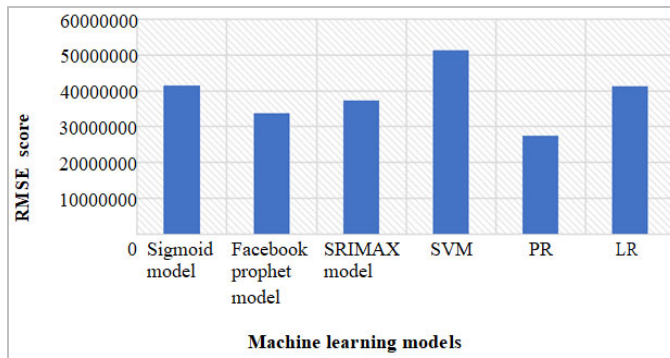 60000000
50000000
40000000
30000000
20000000
10000000
0
RMSE score
Sigmoid model
Facebook prophet model
SRIMAX model
SVM
PR
LR
Machine learning models